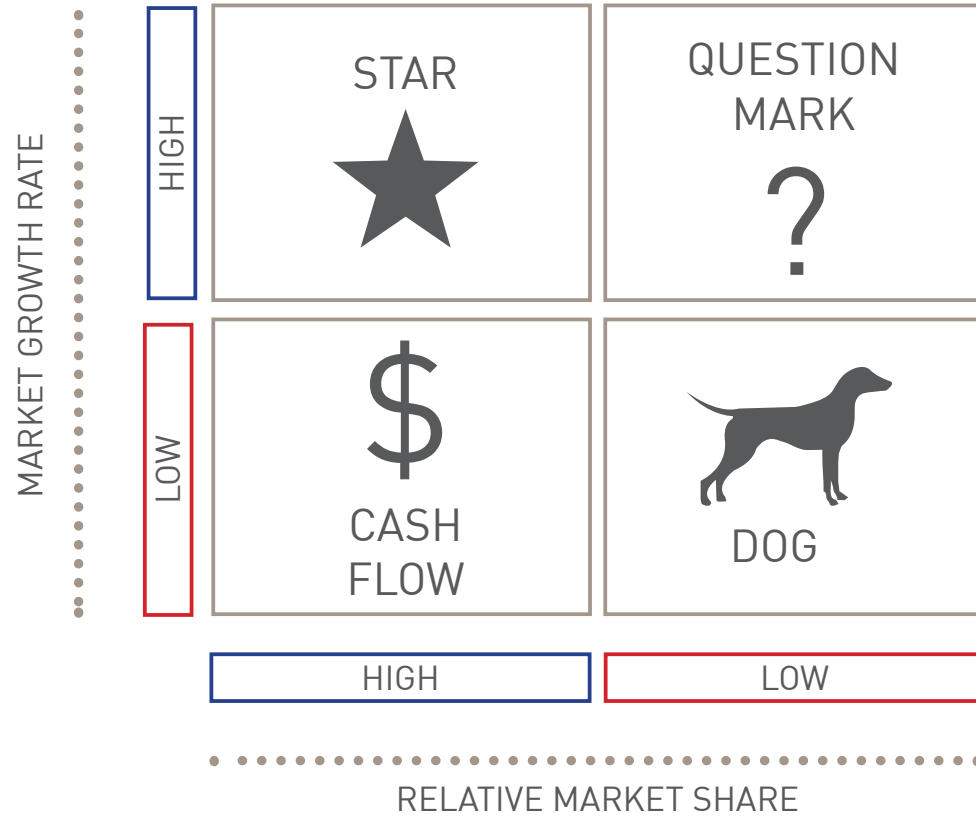 MARKET GROWTH RATE
HIGH
LOW
STAR
QUESTION
MARK
?
$
CASH
FLOW
DOG
HIGH
LOW
RELATIVE MARKET SHARE